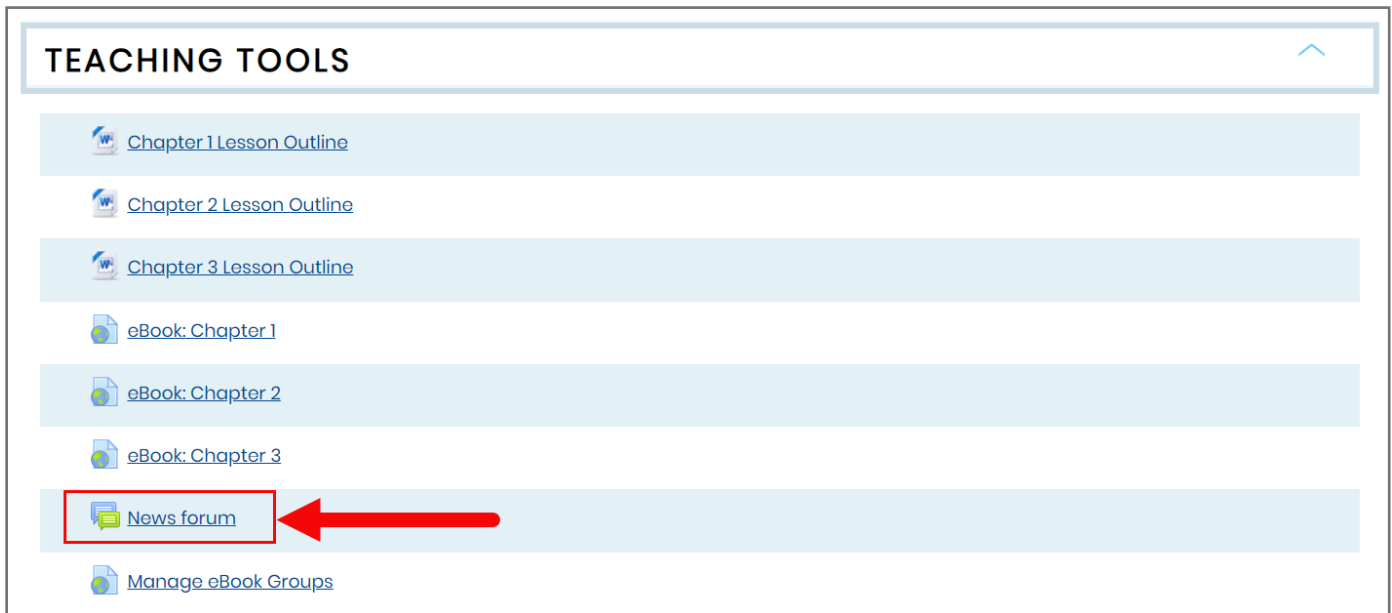 TEACHING TOOLS
Chapter 1 Lesson Outline
Chapter 2 Lesson Outline
Chapter 3 Lesson Outline
eBook: Chapter 1
eBook: Chapter 2
eBook: Chapter 3
News forum
Manage eBook Groups